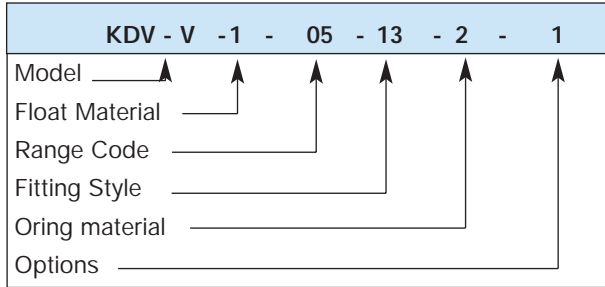 KDV - V - 1 - 05 - 13 - 2 - 1
Model
Float Material
Range Code
Fitting Style
Oring material
Options